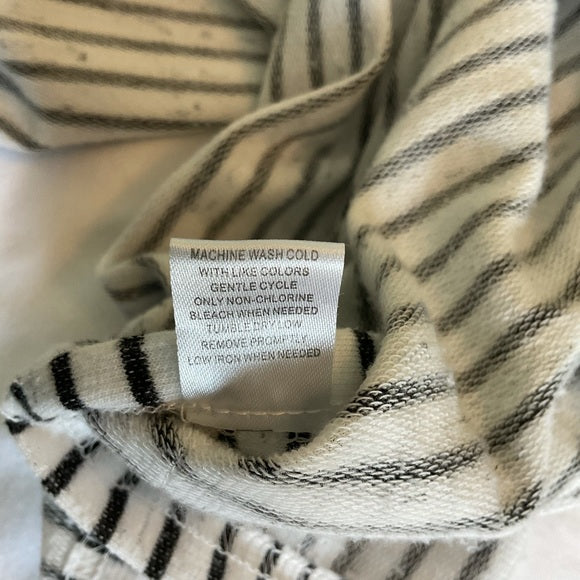 MACHINE WASH COLD
WITH LIKE COLORS
GENTLE CYCLE
ONLY NON-CHLORINE
BLEACH WHEN NEEDED
TUMBLE DRY LOW
REMOVE PROMPTLY
LOW IRON WHEN NEEDED